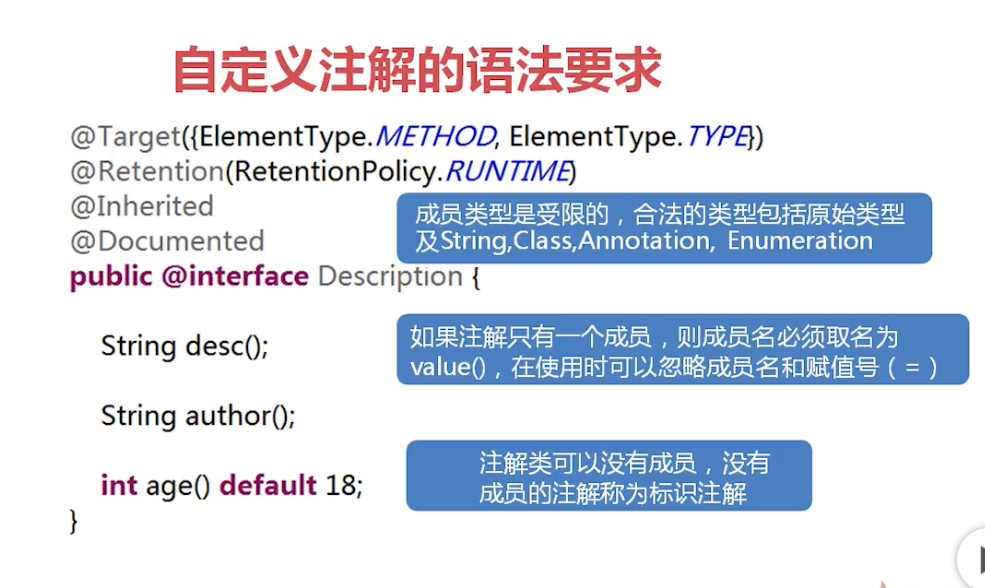 自定义注解的语法要求
@Target({ElementType.METHOD, ElementType.TYPE})
@Retention(RetentionPolicy.RUNTIME)
@Inherited
@Documented
成员类型是受限的，合法的类型包括原始类型
及String,Class,Annotation, Enumeration
public @interface Description {
String desc();
如果注解只有一个成员，则成员名必须取名为
value()，在使用时可以忽略成员名和赋值号（=）
String author();
注解类可以没有成员，没有
成员的注解称为标识注解
int age() default 18;
}